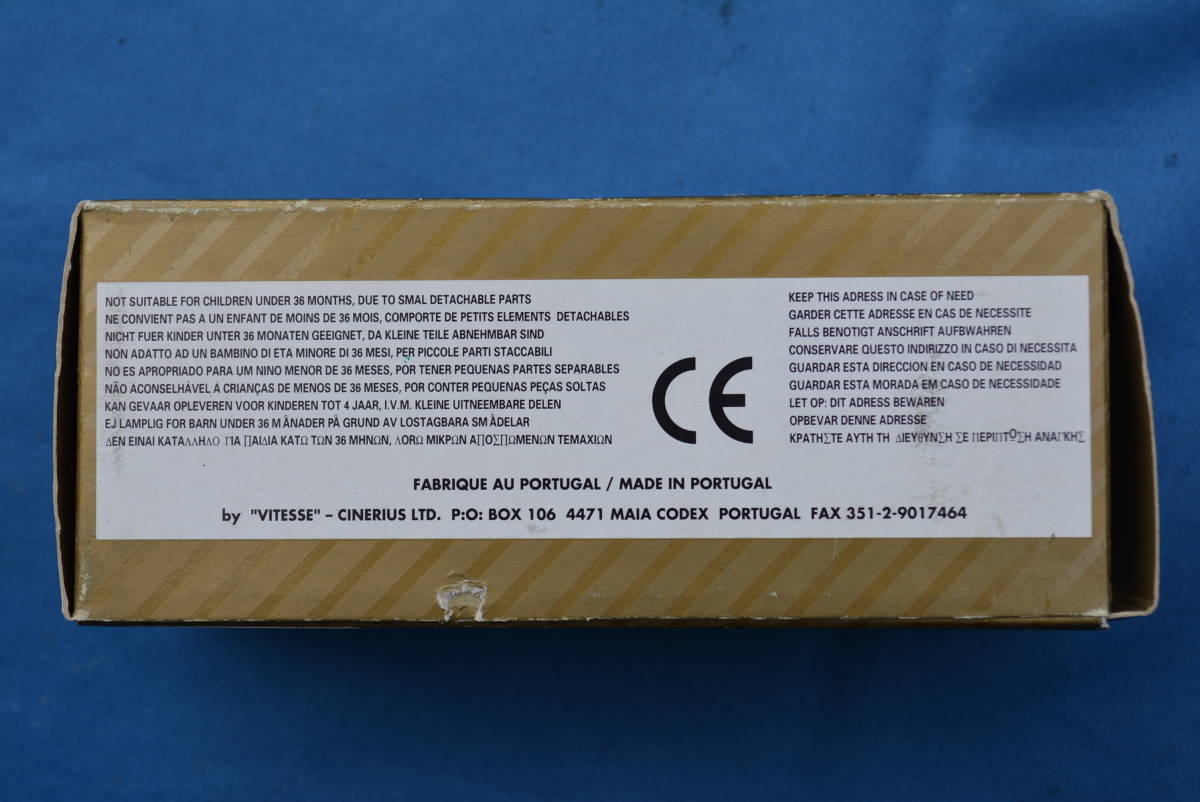 NOT SUITABLE FOR CHILDREN UNDER 36 MONTHS, DUE TO SMAL DETACHABLE PARTS
NE CONVIENT PAS A UN ENFANT DE MOINS DE 36 MOIS, COMPORTE DE PETITS ELEMENTS DETACHABLES
NICHT FUER KINDER UNTER 36 MONATEN GEEIGNET, DA KLEINE TEILE ABNEHMBAR SIND
NON ADATTO AD UN BAMBINO DI ETA MINORE DI 36 MESI, PER PICCOLE PARTI STACCABILI
NO ES APROPRIADO PARA UM NINO MENOR DE 36 MESES, POR TENER PEQUENAS PARTES SEPARABLES
NÃO ACONSELHÁVEL A CRIANÇAS DE MENOS DE 36 MESES, POR CONTER PEQUENAS PEÇAS SOLTAS
KAN GEVAAR OPLEVEREN VOOR KINDEREN TOT 4 JAAR, I.V.M. KLEINE UITNEEMBARE DELEN
EJ LAMPLIG FOR BARN UNDER 36 MÅNADER PÅ GRUND AV LOSTAGBARA SMÅDELAR
ΔΕΝ ΕΙΝΑΙ ΚΑΤΑΛΛΗΛΟ ΓΙΑ ΠΑΙΔΙΑ ΚΑΤΩ ΤΩΝ 36 ΜΗΝΩΝ, ΛΟΓΩ ΜΙΚΡΩΝ ΑΠΟΣΠΩΜΕΝΩΝ ΤΕΜΑΧΙΩΝ
KEEP THIS ADRESS IN CASE OF NEED
GARDER CETTE ADRESSE EN CAS DE NECESSITE
FALLS BENOTIGT ANSCHRIFT AUFBWAHREN
CONSERVARE QUESTO INDIRIZZO IN CASO DI NECESSITA
GUARDAR ESTA DIRECCION EN CASO DE NECESSIDAD
GUARDAR ESTA MORADA EM CASO DE NECESSIDADE
LET OP: DIT ADRESS BEWAREN
OPBEVAR DENNE ADRESSE
ΚΡΑΤΗΣΤΕ ΑΥΤΗ ΤΗ ΔΙΕΥθΥΝΣΗ ΣΕ ΠΕΡΙΠΤΩΣΗ ΑΝΑΓΚΗΣ
CE
FABRIQUE AU PORTUGAL / MADE IN PORTUGAL
by "VITESSE" – CINERIUS LTD. P:O: BOX 106 4471 MAIA CODEX PORTUGAL FAX 351-2-9017464